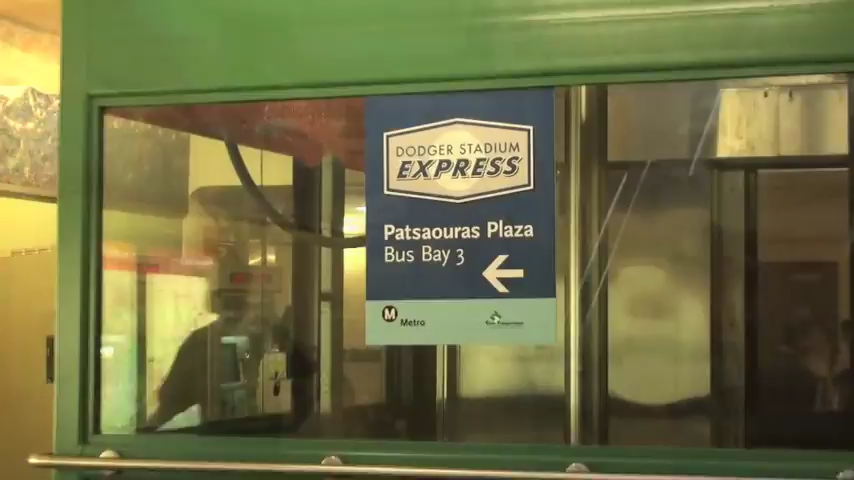 DODGER STADIUM
EXPRESS
Patsaouras Plaza
Bus Bay 3
M
Metro